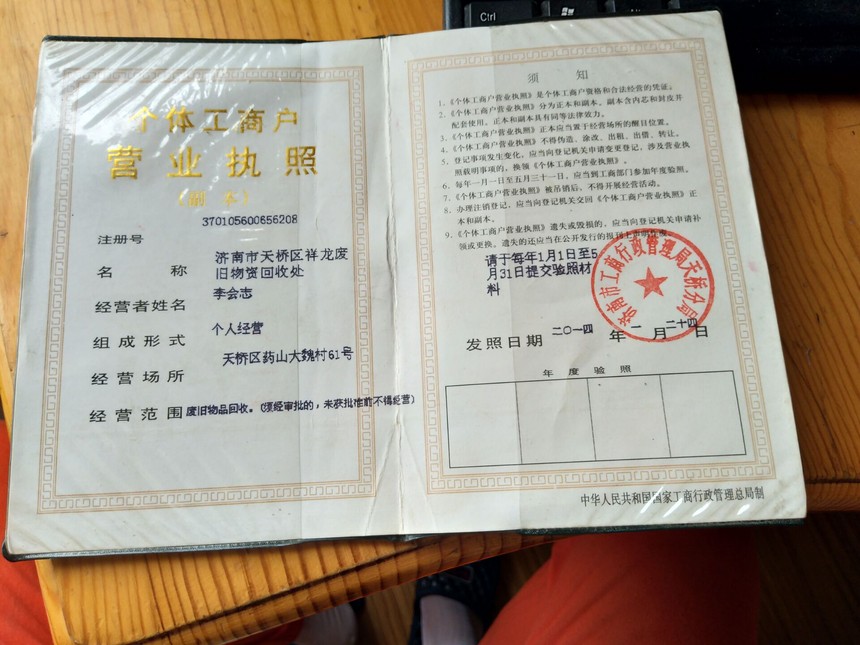 Ctrl
Alt
个体工商户
营业执照
(副本)
370105600656208
注册号
济南市天桥区祥龙废
旧物资回收处
名 称
李会志
经营者姓名
个人经营
组成形式
天桥区药山大魏村61号
经营场所
经营范围 废旧物品回收。(须经审批的，未获批准前不得经营)
须 知
1、《个体工商户营业执照》是个体工商户资格和合法经营的凭证。
2、《个体工商户营业执照》分为正本和副本，副本含内芯和封皮并
配套使用。正本和副本具有同等法律效力。
3、《个体工商户营业执照》正本应当置于经营场所的醒目位置。
4、《个体工商户营业执照》不得伪造、涂改、出租、出借、转让。
5、登记事项发生变化，应当向登记机关申请变更登记，涉及营业执
照载明事项的，换领《个体工商户营业执照》。
6、每年一月一日至五月三十一日，应当到工商部门参加年度验照。
7、《个体工商户营业执照》被吊销后，不得开展经营活动。
8、办理注销登记，应当向登记机关交回《个体工商户营业执照》正
本和副本。
9、《个体工商户营业执照》遗失或毁损的，应当向登记机关申请补
领或更换。遗失的还应当在公开发行的报刊上声明作废。
请于每年1月1日至5
月31日提交验照材
料
济南市工商行政管理局天桥分局
发照日期 二〇一四 年 一 月 二十四 日
年 度 验 照
中华人民共和国国家工商行政管理总局制